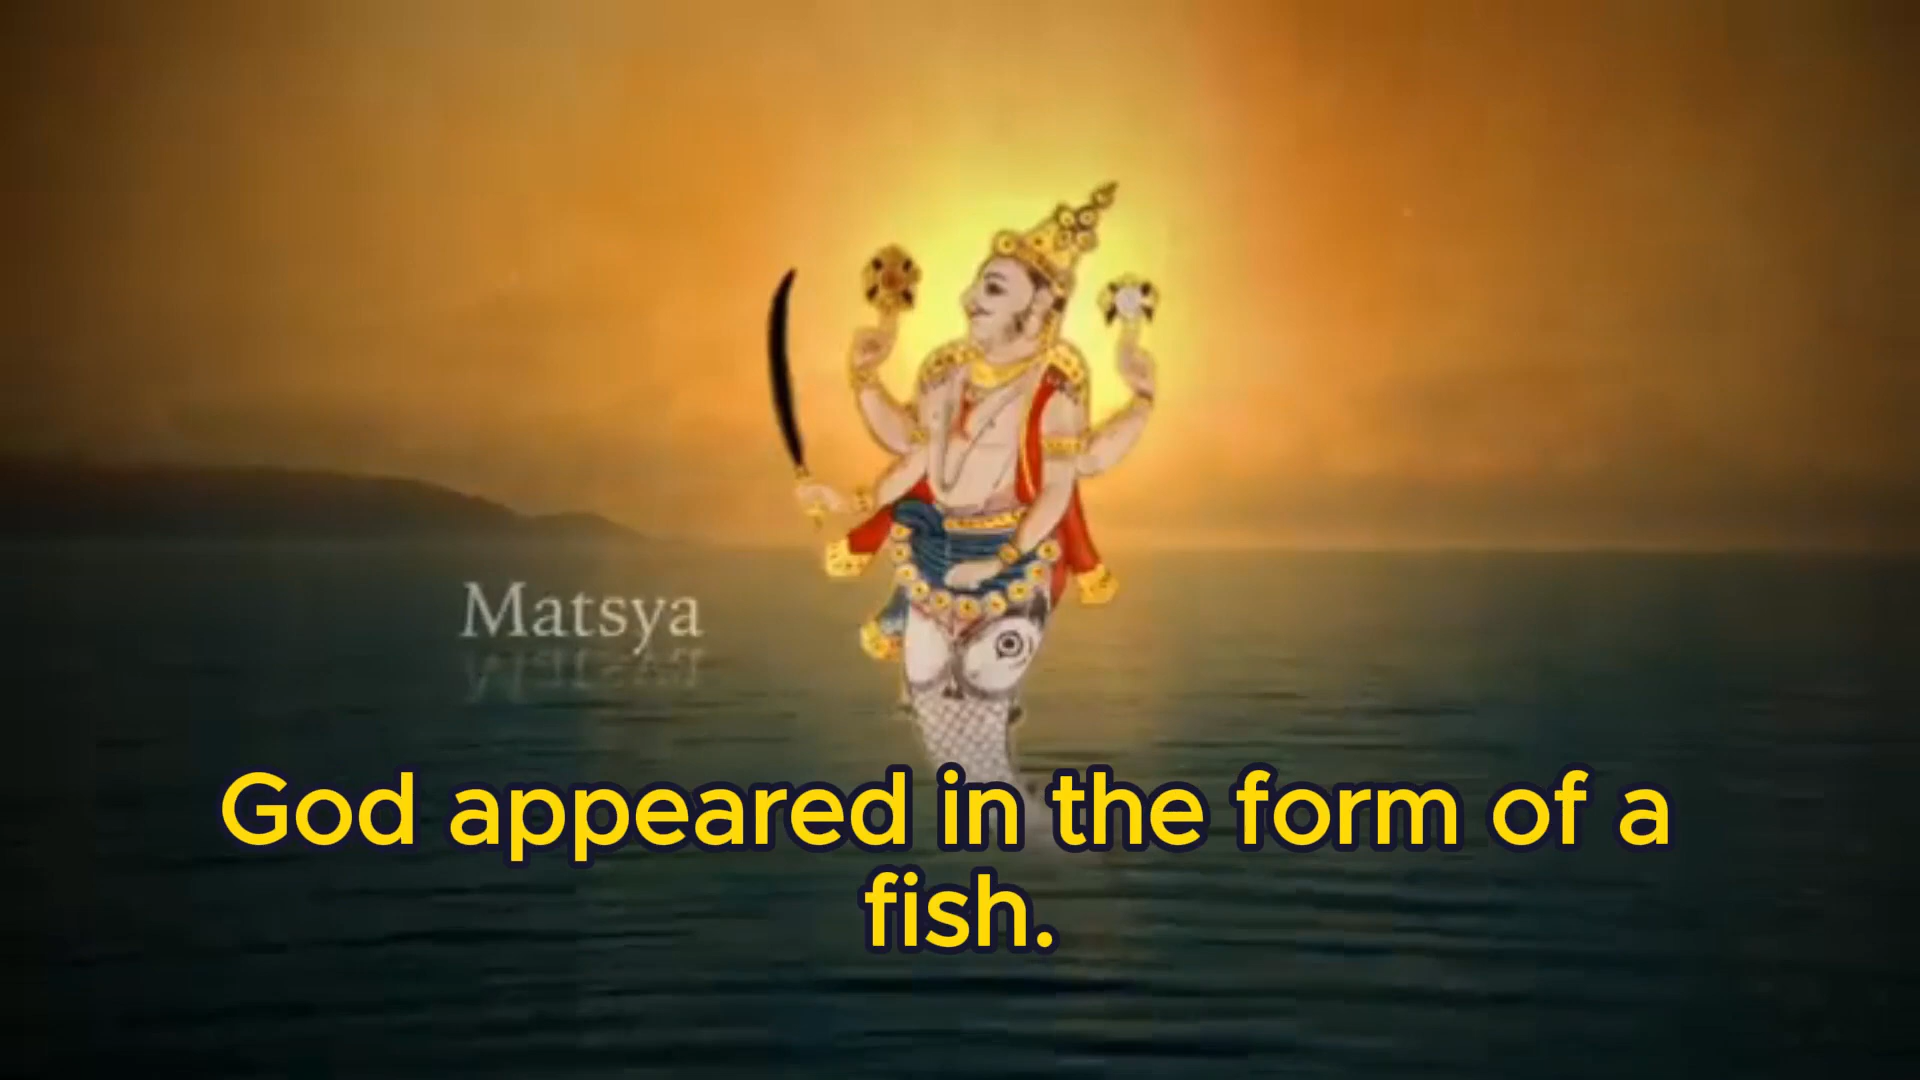 Matsya
God appeared in the form of a
fish.